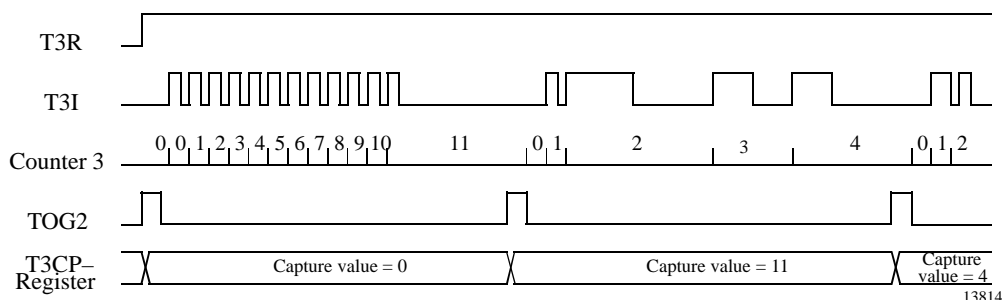 T3R
T3I
0 0 1 2 3 4 5 6 7 8 9 10 11 0 1 2 3 4 0 1 2
Counter 3
TOG2
T3CP–
Register
Capture value = 0
Capture value = 11
Capture
value = 4
13814